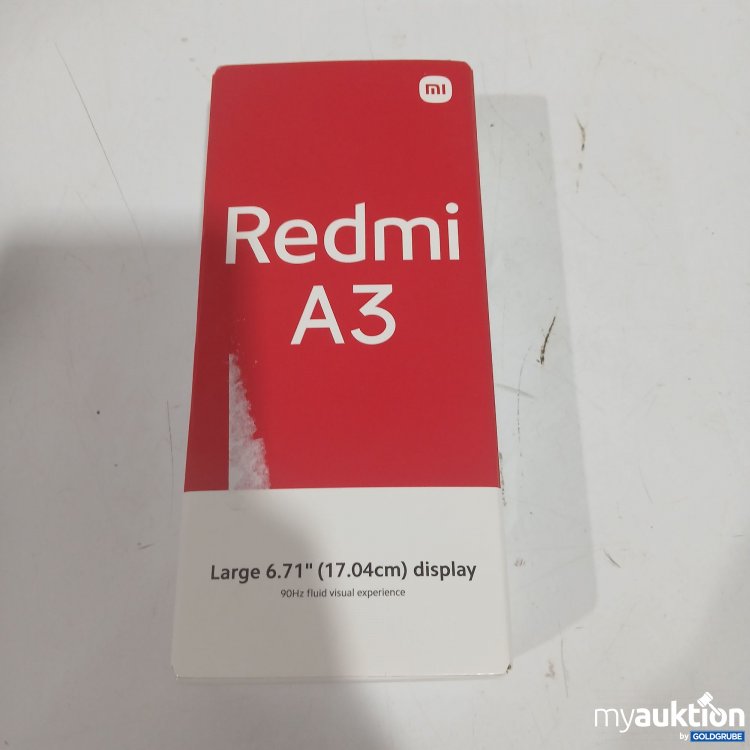 mi
Redmi
A3
Large 6.71" (17.04cm) display
90Hz fluid visual experience
myauktion
by GOLDGRUBE